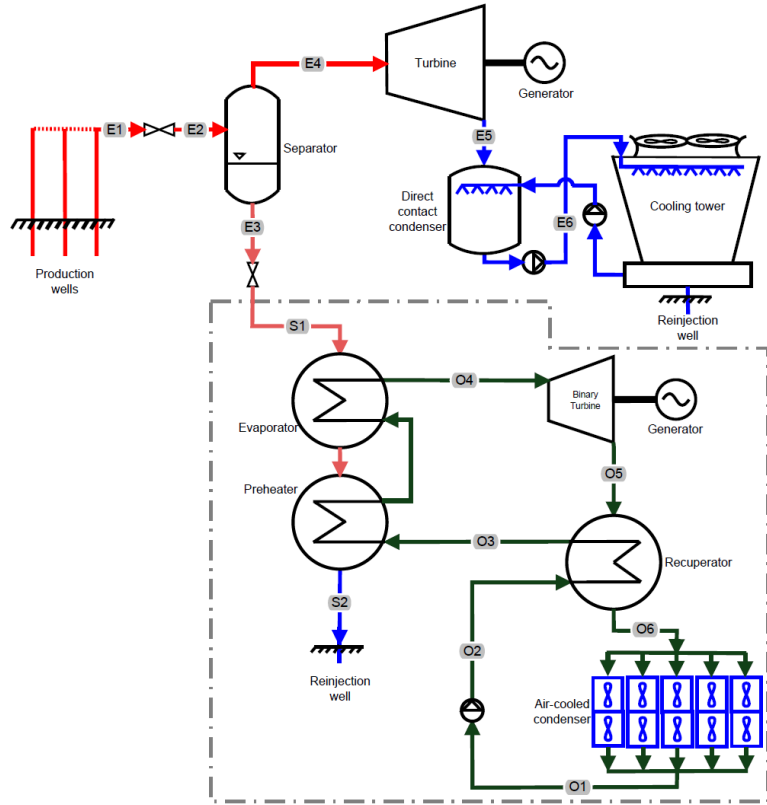 E4
Turbine
Generator
E1
E2
Separator
E5
Direct
contact
condenser
E6
Cooling tower
E3
Production
wells
Reinjection
well
S1
O4
Binary
Turbine
Generator
Evaporator
Preheater
O5
O3
Recuperator
S2
O2
O6
Reinjection
well
Air-cooled
condenser
O1